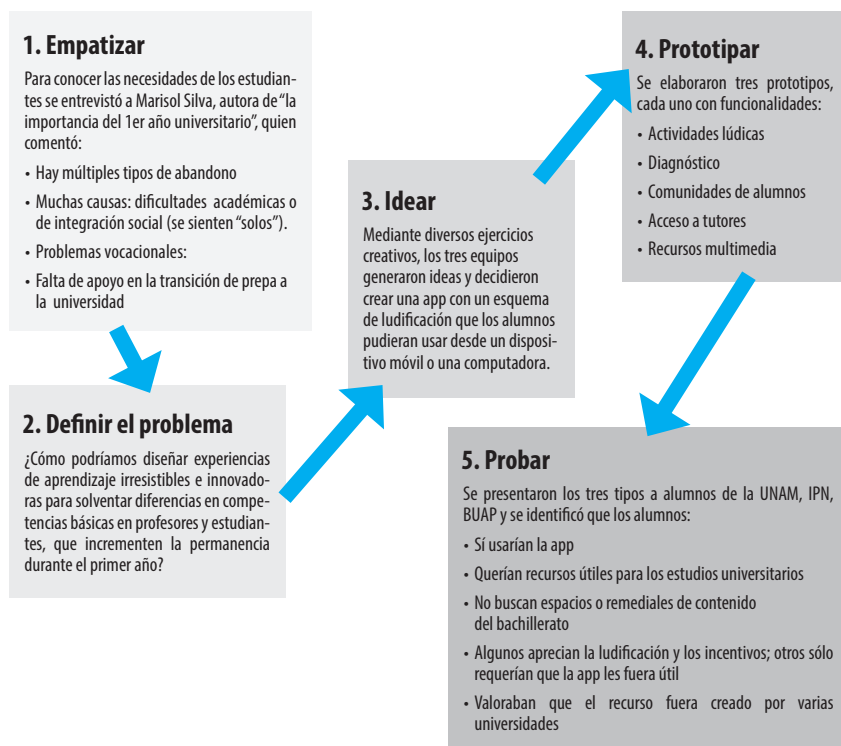 1. Empatizar
Para conocer las necesidades de los estudian-
tes se entrevistó a Marisol Silva, autora de “la
importancia del 1er año universitario”, quien
comentó:
• Hay múltiples tipos de abandono
• Muchas causas: dificultades académicas o
de integración social (se sienten “solos”).
• Problemas vocacionales:
• Falta de apoyo en la transición de prepa a
la universidad
2. Definir el problema
¿Cómo podríamos diseñar experiencias
de aprendizaje irresistibles e innovado-
ras para solventar diferencias en compe-
tencias básicas en profesores y estudian-
tes, que incrementen la permanencia
durante el primer año?
3. Idear
Mediante diversos ejercicios
creativos, los tres equipos
generaron ideas y decidieron
crear una app con un esquema
de ludificación que los alumnos
pudieran usar desde un disposi-
tivo móvil o una computadora.
4. Prototipar
Se elaboraron tres prototipos,
cada uno con funcionalidades:
• Actividades lúdicas
• Diagnóstico
• Comunidades de alumnos
• Acceso a tutores
• Recursos multimedia
5. Probar
Se presentaron los tres tipos a alumnos de la UNAM, IPN,
BUAP y se identificó que los alumnos:
• Sí usarían la app
• Querían recursos útiles para los estudios universitarios
• No buscan espacios o remediales de contenido
del bachillerato
• Algunos aprecian la ludificación y los incentivos; otros sólo
requerían que la app les fuera útil
• Valoraban que el recurso fuera creado por varias
universidades